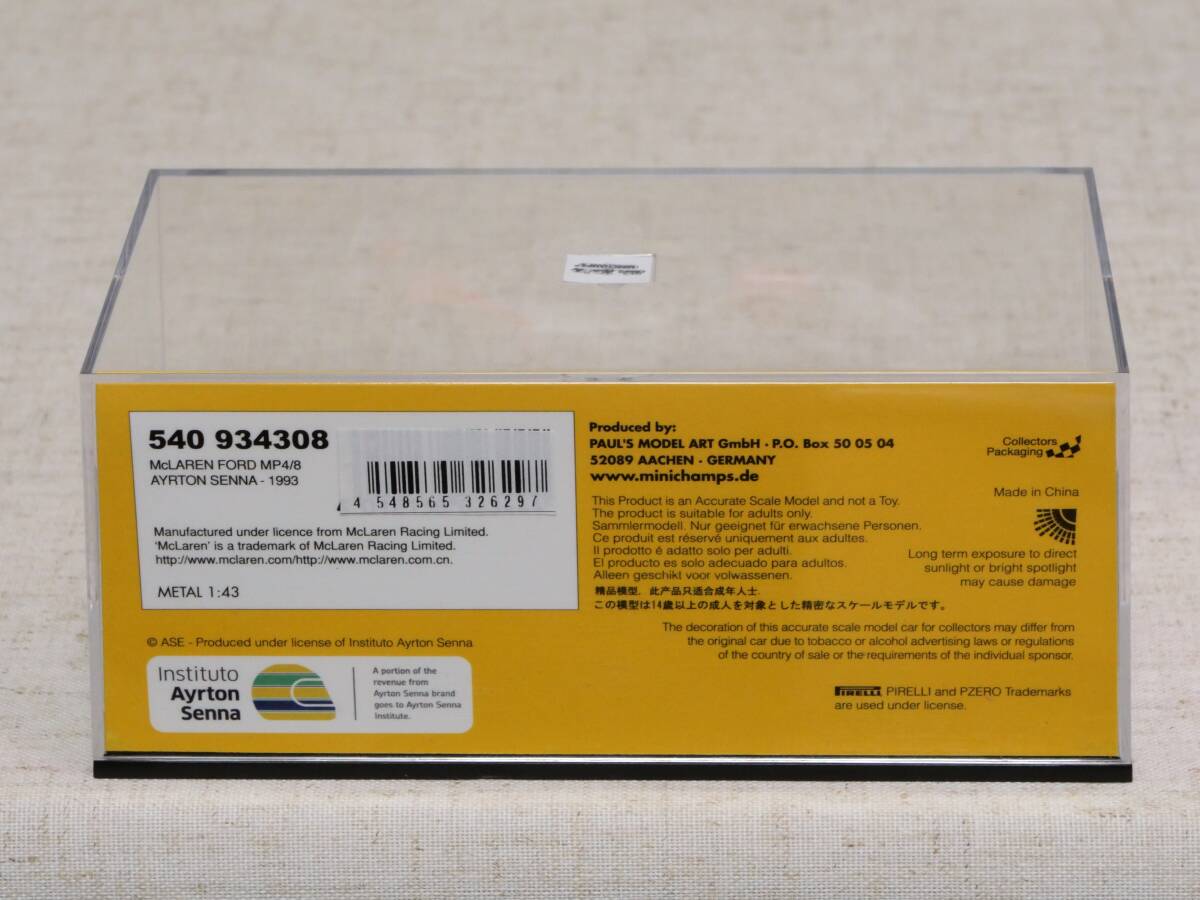 540 934308
McLAREN FORD MP4/8
AYRTON SENNA - 1993
4 548565 326297
Manufactured under licence from McLaren Racing Limited.
'McLaren' is a trademark of McLaren Racing Limited.
http://www.mclaren.com/http://www.mclaren.com.cn.
METAL 1:43
© ASE - Produced under license of Instituto Ayrton Senna
Instituto
Ayrton
Senna
A portion of the
revenue from
Ayrton Senna brand
goes to Ayrton Senna
Institute.
Produced by:
PAUL'S MODEL ART GmbH · P.O. Box 50 05 04
52089 AACHEN · GERMANY
www.minichamps.de
This Product is an Accurate Scale Model and not a Toy.
The product is suitable for adults only.
Sammlermodell. Nur geeignet für erwachsene Personen.
Ce produit est réservé uniquement aux adultes.
Il prodotto è adatto solo per adulti.
El producto es solo adecuado para adultos.
Alleen geschikt voor volwassenen.
精品模型, 此产品只适合成年人士.
この模型は14歳以上の成人を対象とした精密なスケールモデルです。
Collectors
Packaging
Made in China
Long term exposure to direct
sunlight or bright spotlight
may cause damage
The decoration of this accurate scale model car for collectors may differ from
the original car due to tobacco or alcohol advertising laws or regulations
of the country of sale or the requirements of the individual sponsor.
PIRELLI PIRELLI and PZERO Trademarks
are used under license.